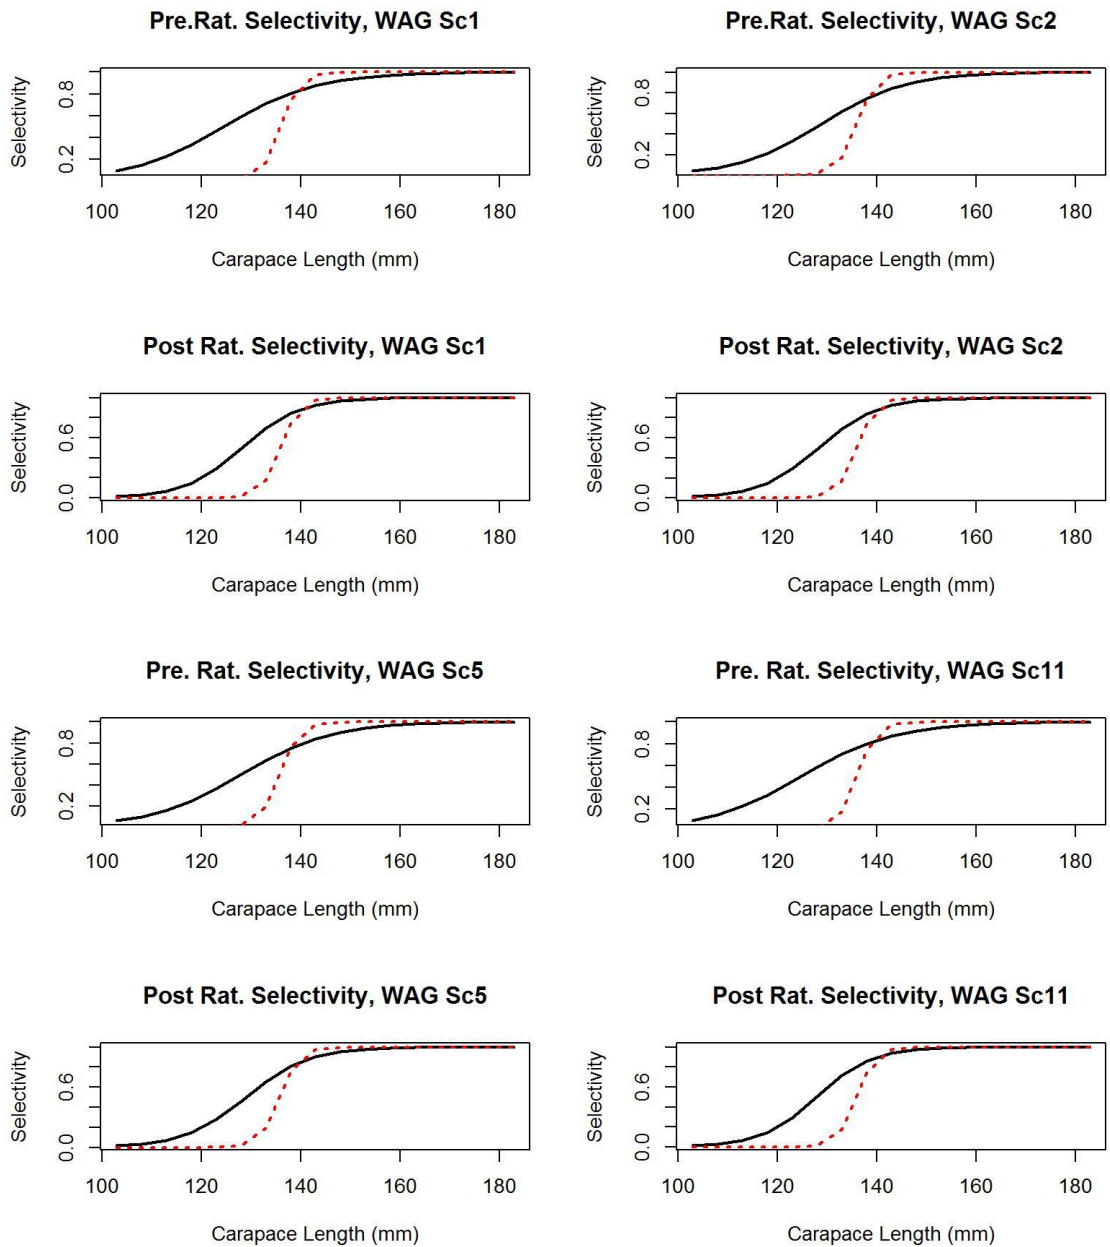 Pre.Rat. Selectivity, WAG Sc1
Selectivity
0.8
0.2
100 120 140 160 180
Carapace Length (mm)
Pre.Rat. Selectivity, WAG Sc2
Selectivity
0.8
0.2
100 120 140 160 180
Carapace Length (mm)
Post Rat. Selectivity, WAG Sc1
Selectivity
0.6
0.0
100 120 140 160 180
Carapace Length (mm)
Post Rat. Selectivity, WAG Sc2
Selectivity
0.6
0.0
100 120 140 160 180
Carapace Length (mm)
Pre. Rat. Selectivity, WAG Sc5
Selectivity
0.8
0.2
100 120 140 160 180
Carapace Length (mm)
Pre. Rat. Selectivity, WAG Sc11
Selectivity
0.8
0.2
100 120 140 160 180
Carapace Length (mm)
Post Rat. Selectivity, WAG Sc5
Selectivity
0.6
0.0
100 120 140 160 180
Carapace Length (mm)
Post Rat. Selectivity, WAG Sc11
Selectivity
0.6
0.0
100 120 140 160 180
Carapace Length (mm)